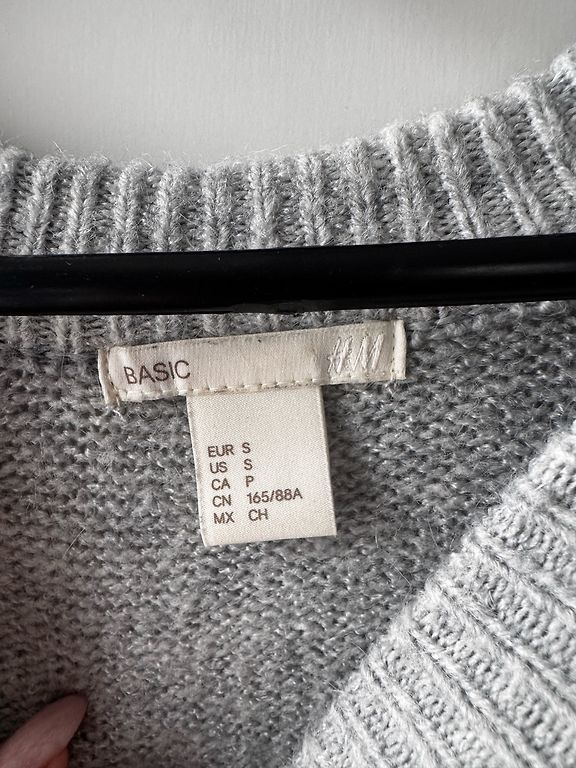 BASIC H&M
EUR S
US S
CA P
CN 165/88A
MX CH